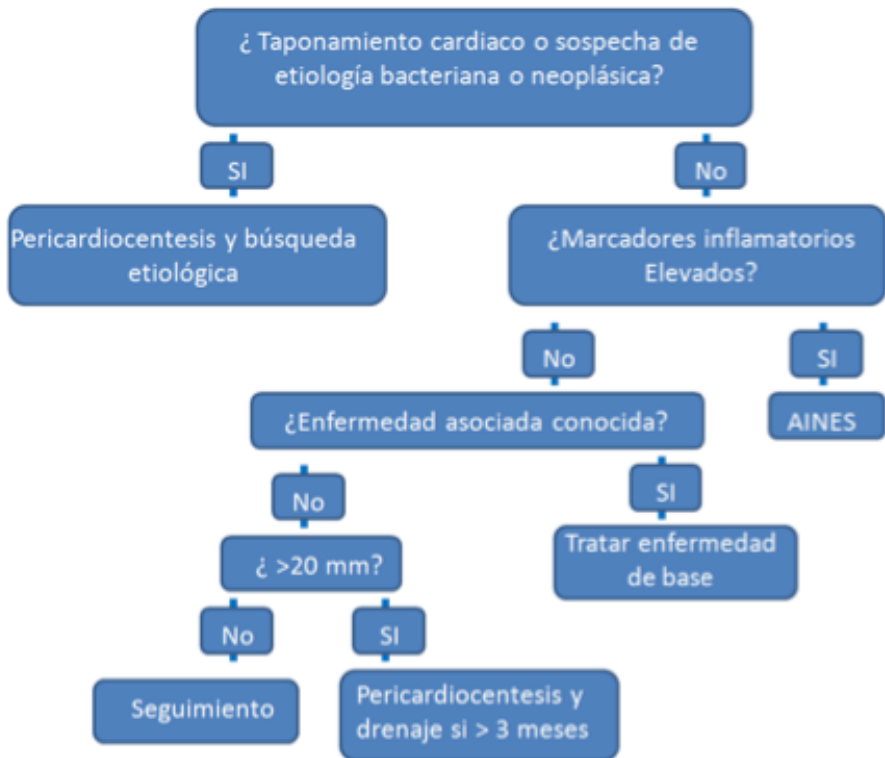 ¿ Taponamiento cardiaco o sospecha de
etiología bacteriana o neoplásica?
SI
No
Pericardiocentesis y búsqueda
etiológica
¿Marcadores inflamatorios
Elevados?
No
SI
¿Enfermedad asociada conocida?
AINES
No
SI
¿ >20 mm?
Tratar enfermedad
de base
No
SI
Seguimiento
Pericardiocentesis y
drenaje si > 3 meses